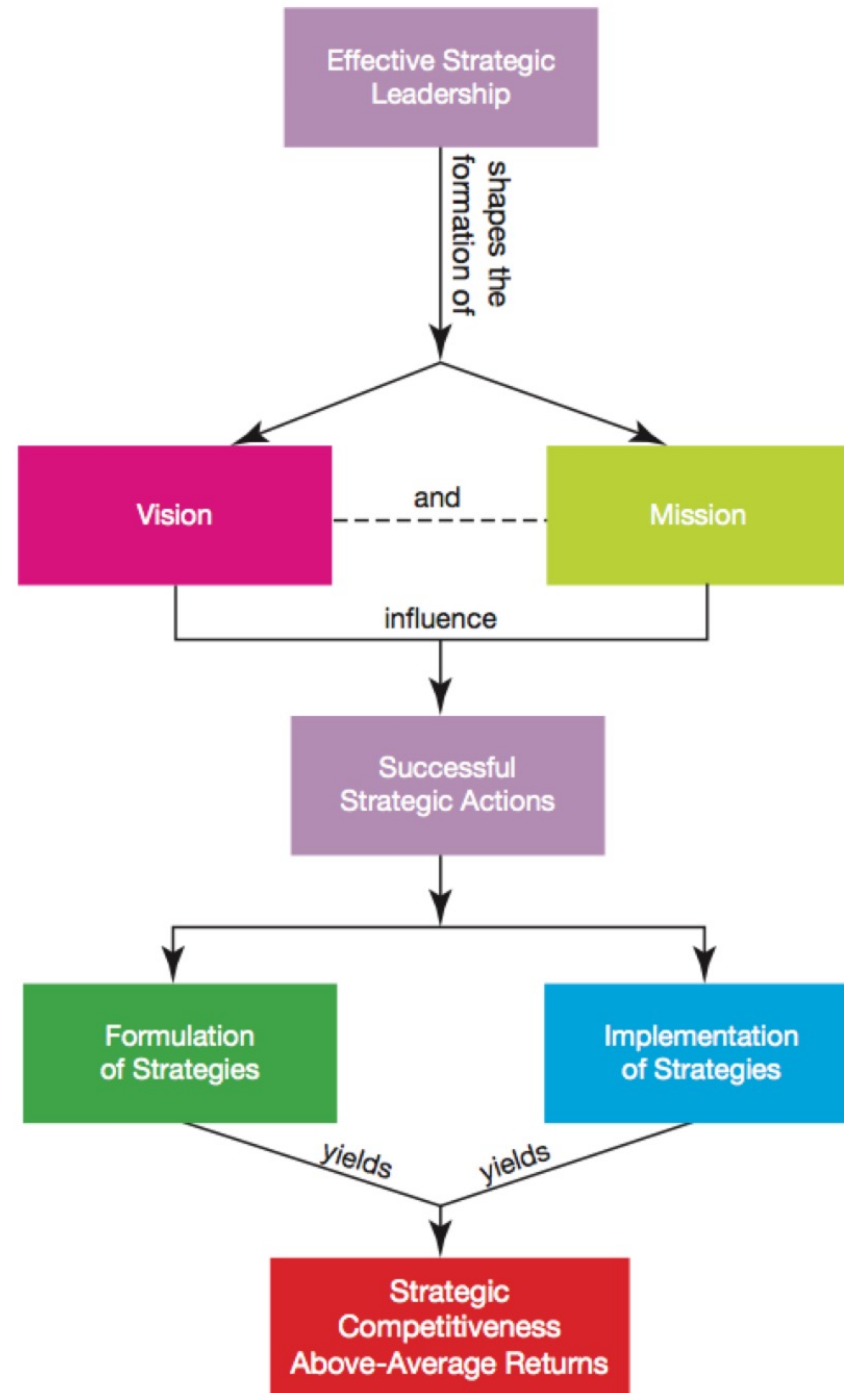 Effective Strategic
Leadership
shapes the
formation of
Vision
and
Mission
influence
Successful
Strategic Actions
Formulation
of Strategies
Implementation
of Strategies
yields
yields
Strategic
Competitiveness
Above-Average Returns